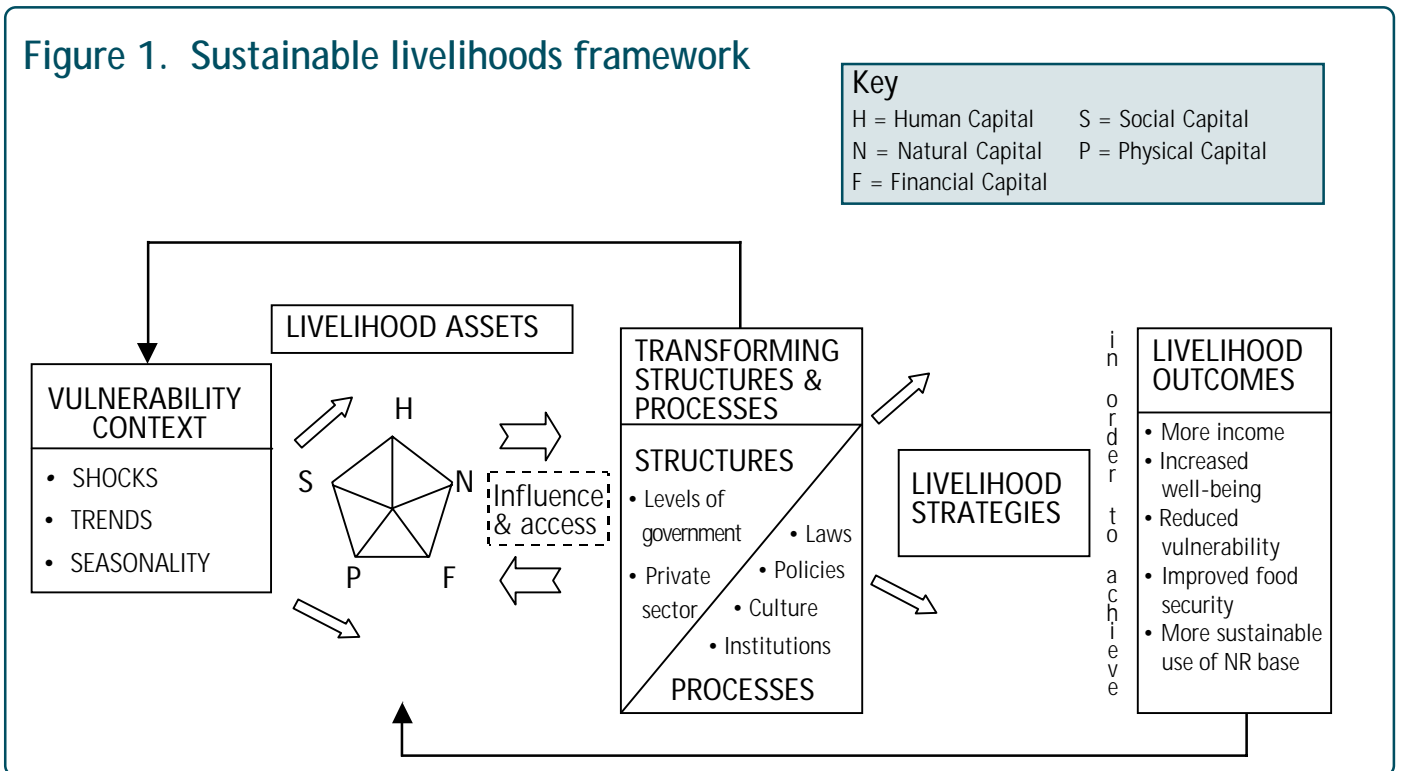 Figure 1. Sustainable livelihoods framework
Key
H = Human Capital S = Social Capital
N = Natural Capital P = Physical Capital
F = Financial Capital
LIVELIHOOD ASSETS
VULNERABILITY
CONTEXT
• SHOCKS
• TRENDS
• SEASONALITY
H
S
N
P
F
Influence
& access
TRANSFORMING
STRUCTURES &
PROCESSES
STRUCTURES
• Levels of
government
• Private
sector
• Laws
• Policies
• Culture
• Institutions
PROCESSES
LIVELIHOOD
STRATEGIES
in order to achieve
LIVELIHOOD
OUTCOMES
• More income
• Increased
well-being
• Reduced
vulnerability
• Improved food
security
• More sustainable
use of NR base